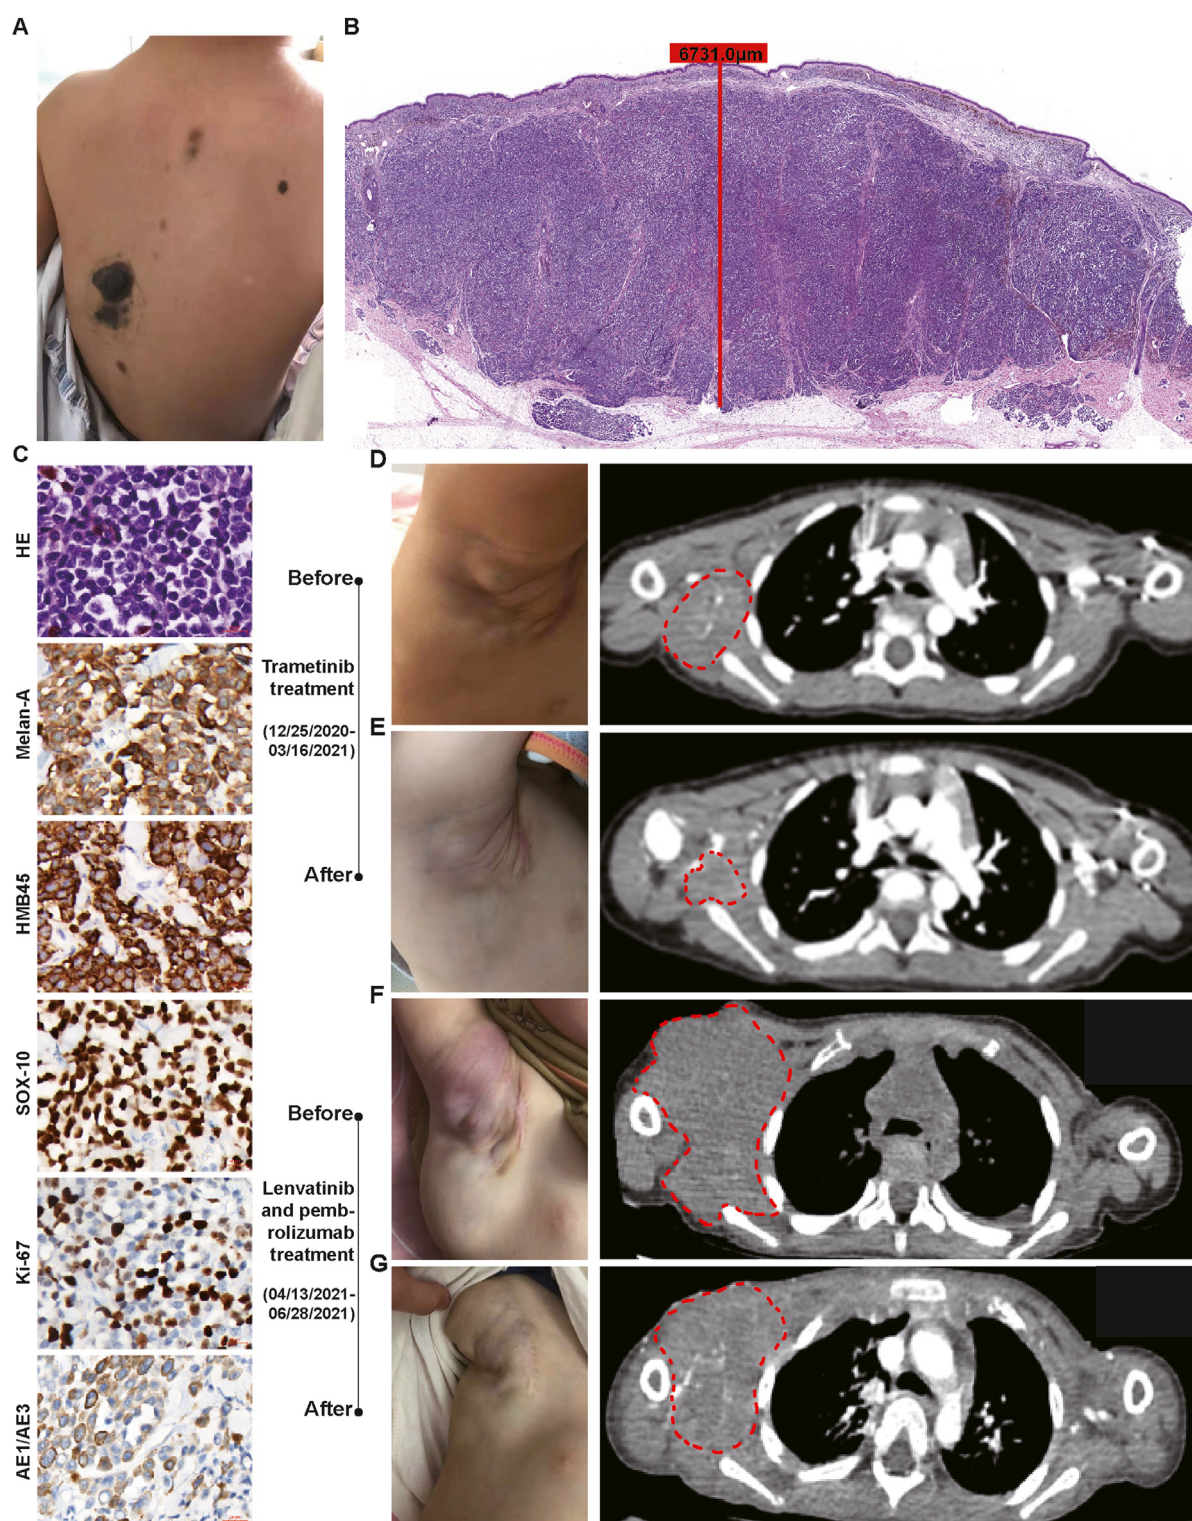 A
B
6731.0μm
C
HE
Melan-A
HMB45
SOX-10
Ki-67
AE1/AE3
D
Before
Trametinib
treatment
(12/25/2020-
03/16/2021)
E
After
F
Before
Lenvatinib
and pemb-
rolizumab
treatment
(04/13/2021-
06/28/2021)
G
After